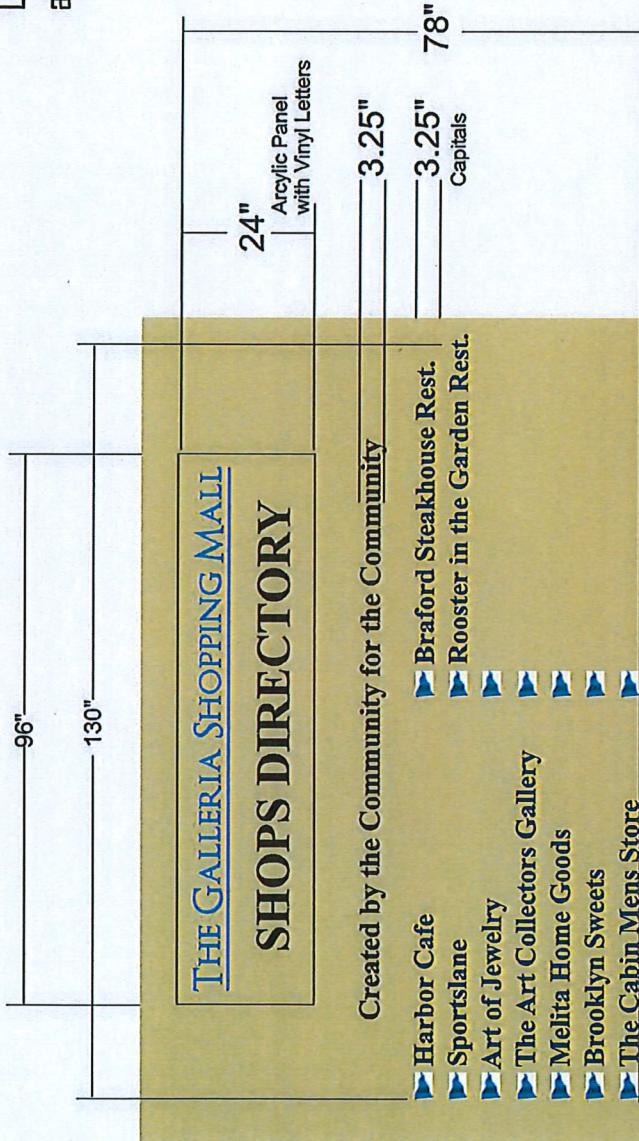 96"
130"
THE GALLERIA SHOPPING MALL
SHOPS DIRECTORY
24"
Arcylic Panel
with Vinyl Letters
78"
Created by the Community for the Community
3.25"
3.25"
Capitals
Harbor Cafe
Sportslane
Art of Jewelry
The Art Collectors Gallery
Melita Home Goods
Brooklyn Sweets
The Cabin Mens Store
Braford Steakhouse Rest.
Rooster in the Garden Rest.